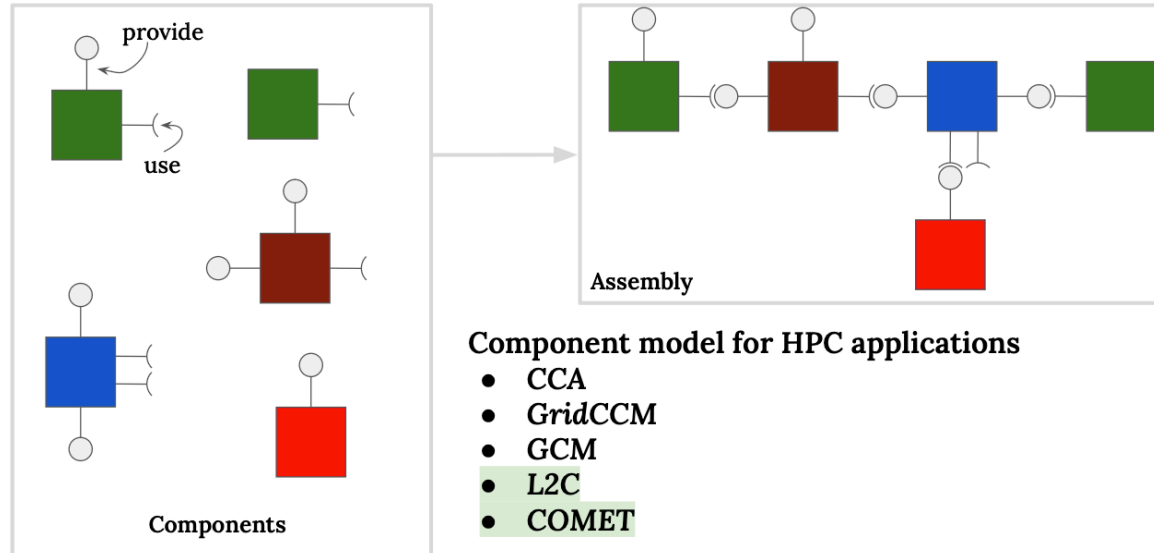 provide
use
Components
Assembly
Component model for HPC applications
● CCA
● GridCCM
● GCM
● L2C
● COMET